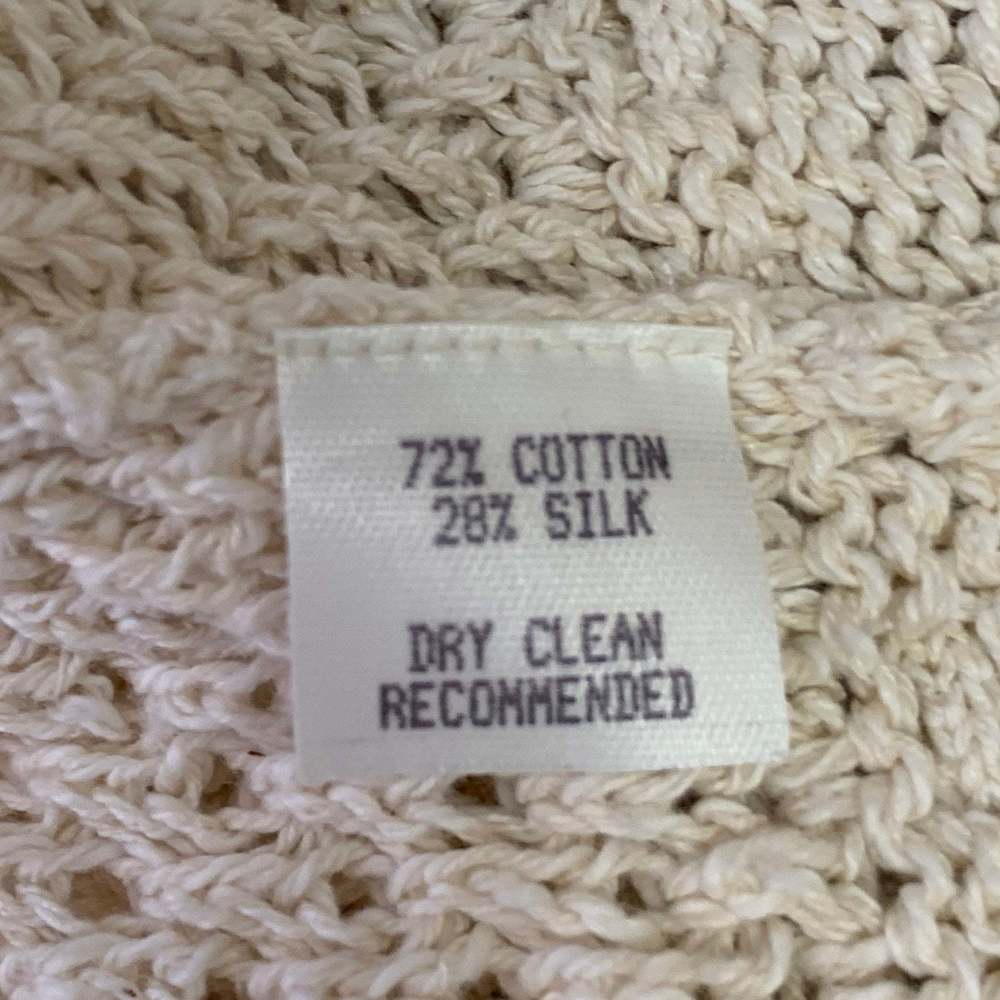 72% COTTON
28% SILK
DRY CLEAN
RECOMMENDED